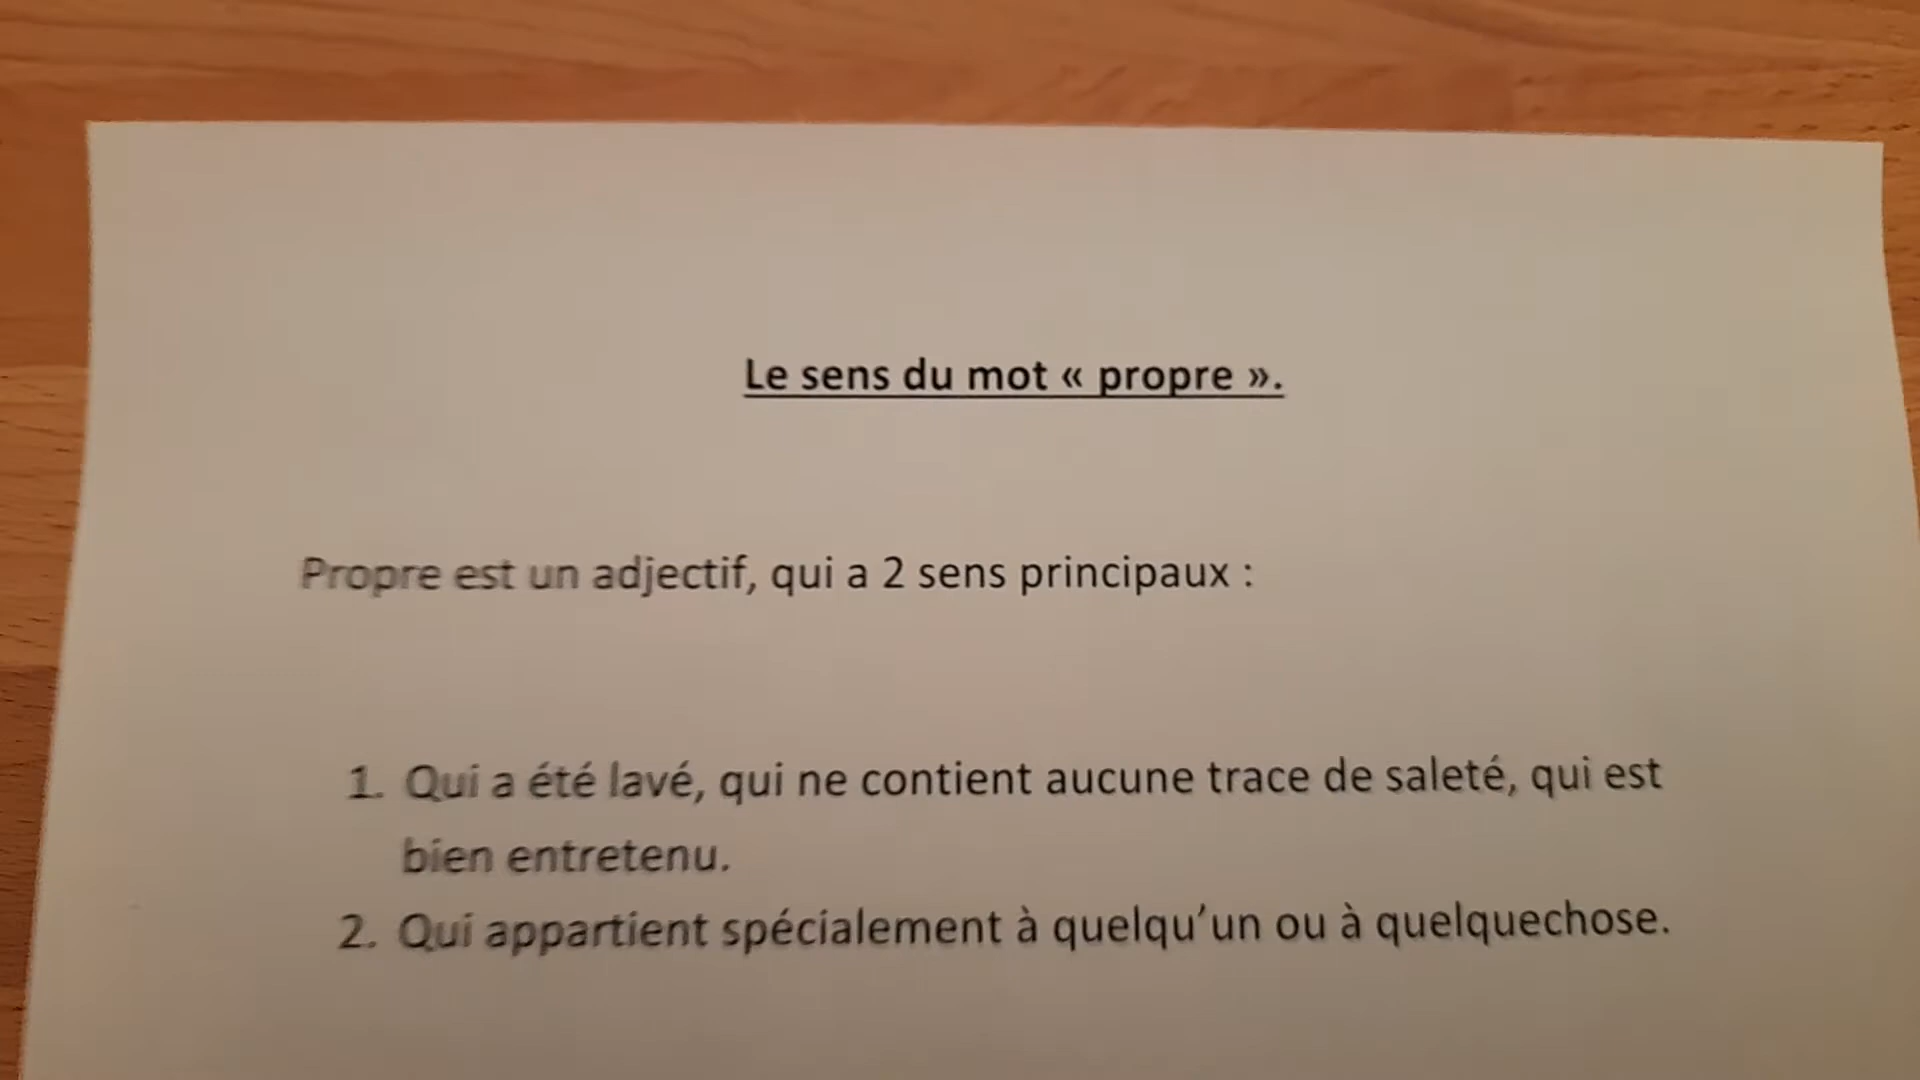 Le sens du mot « propre ».
Propre est un adjectif, qui a 2 sens principaux :
1. Qui a été lavé, qui ne contient aucune trace de saleté, qui est
bien entretenu.
2. Qui appartient spécialement à quelqu’un ou à quelquechose.